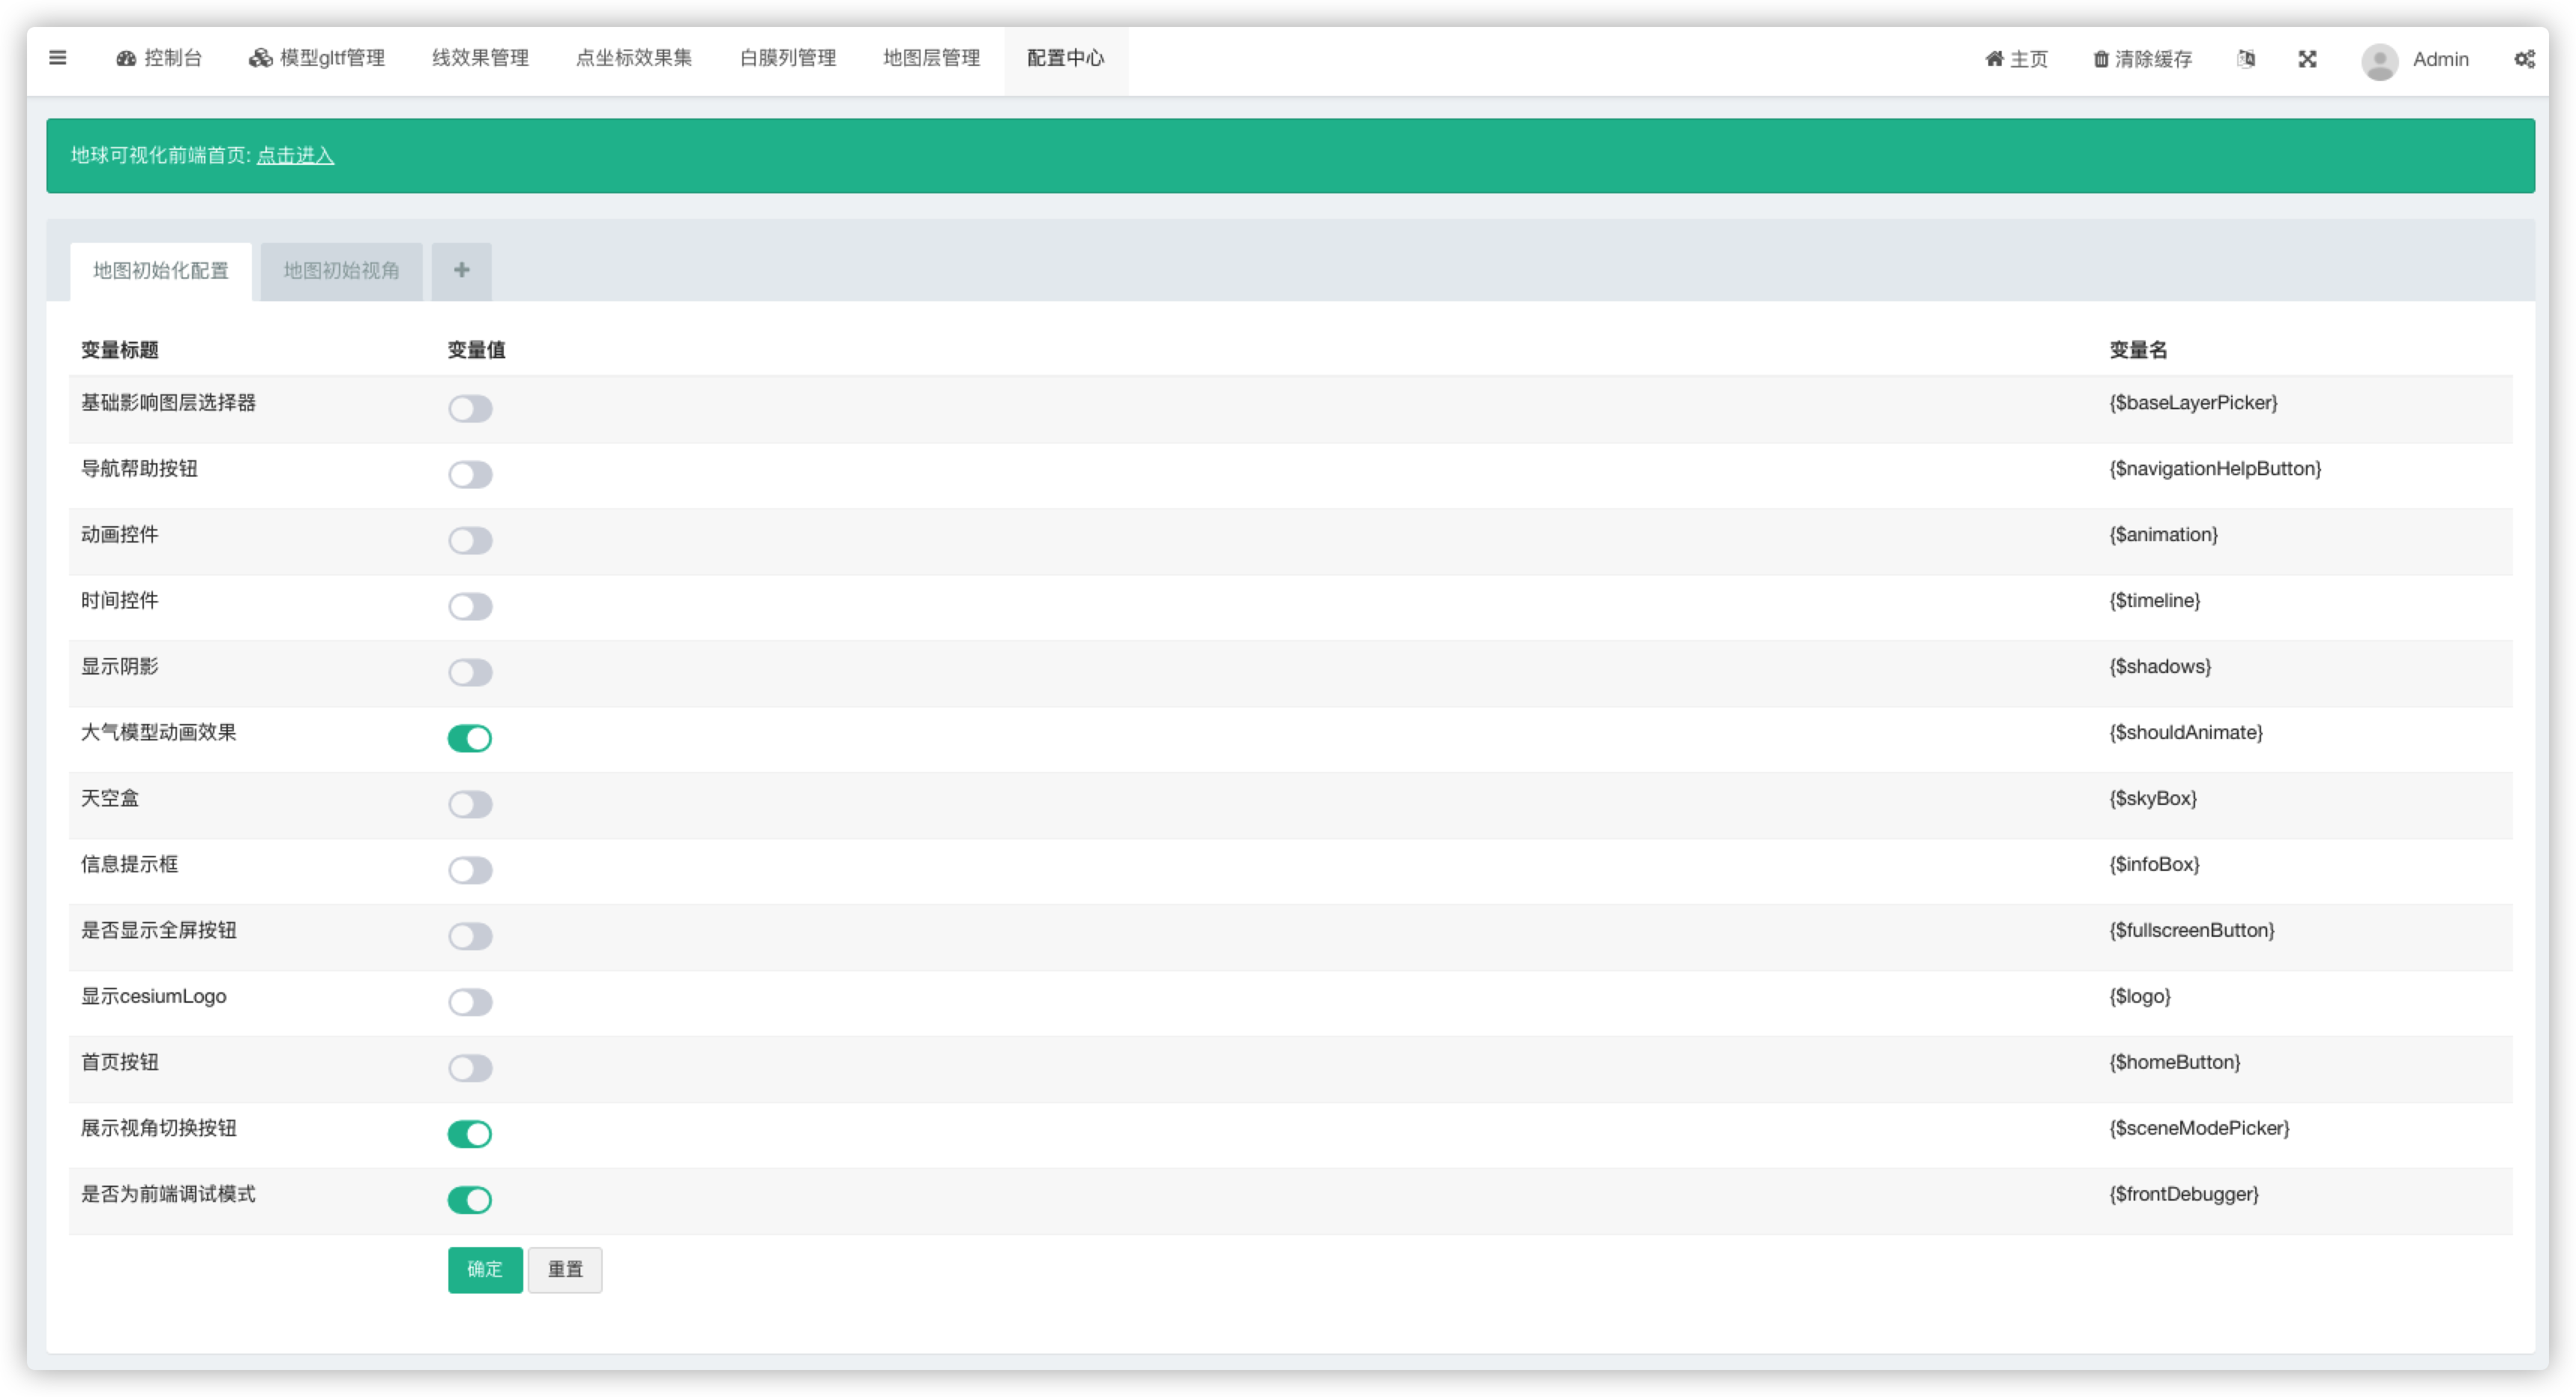 控制台 模型gltf管理 线效果管理 点坐标效果集 白膜列管理 地图层管理 配置中心 主页 清除缓存 Admin
地球可视化前端首页: 点击进入
地图初始化配置 地图初始视角
变量标题 变量值 变量名
基础影响图层选择器 {$baseLayerPicker}
导航帮助按钮 {$navigationHelpButton}
动画控件 {$animation}
时间控件 {$timeline}
显示阴影 {$shadows}
大气模型动画效果 {$shouldAnimate}
天空盒 {$skyBox}
信息提示框 {$infoBox}
是否显示全屏按钮 {$fullscreenButton}
显示cesiumLogo {$logo}
首页按钮 {$homeButton}
展示视角切换按钮 {$sceneModePicker}
是否为前端调试模式 {$frontDebugger}
确定 重置